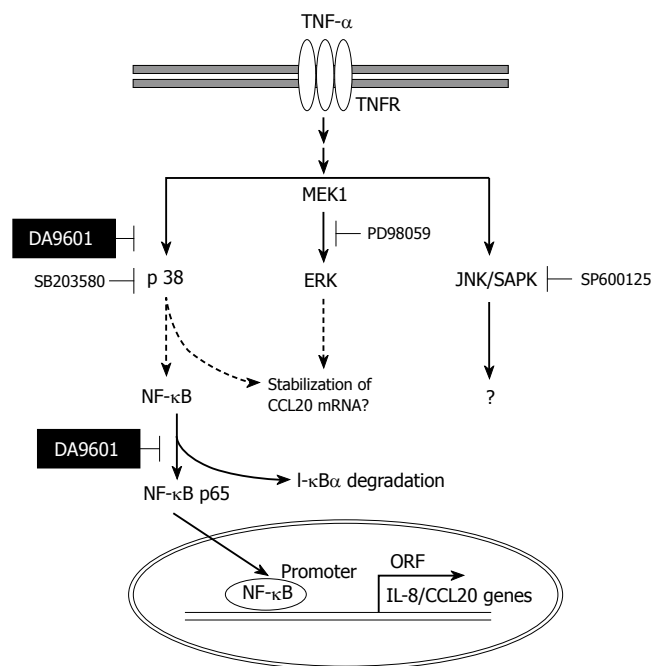 TNF-α
TNFR
MEK1
DA9601
PD98059
SB203580
p 38
ERK
JNK/SAPK
SP600125
Stabilization of
CCL20 mRNA?
NF-κB
?
DA9601
I-κBα degradation
NF-κB p65
Promoter
ORF
NF-κB
IL-8/CCL20 genes